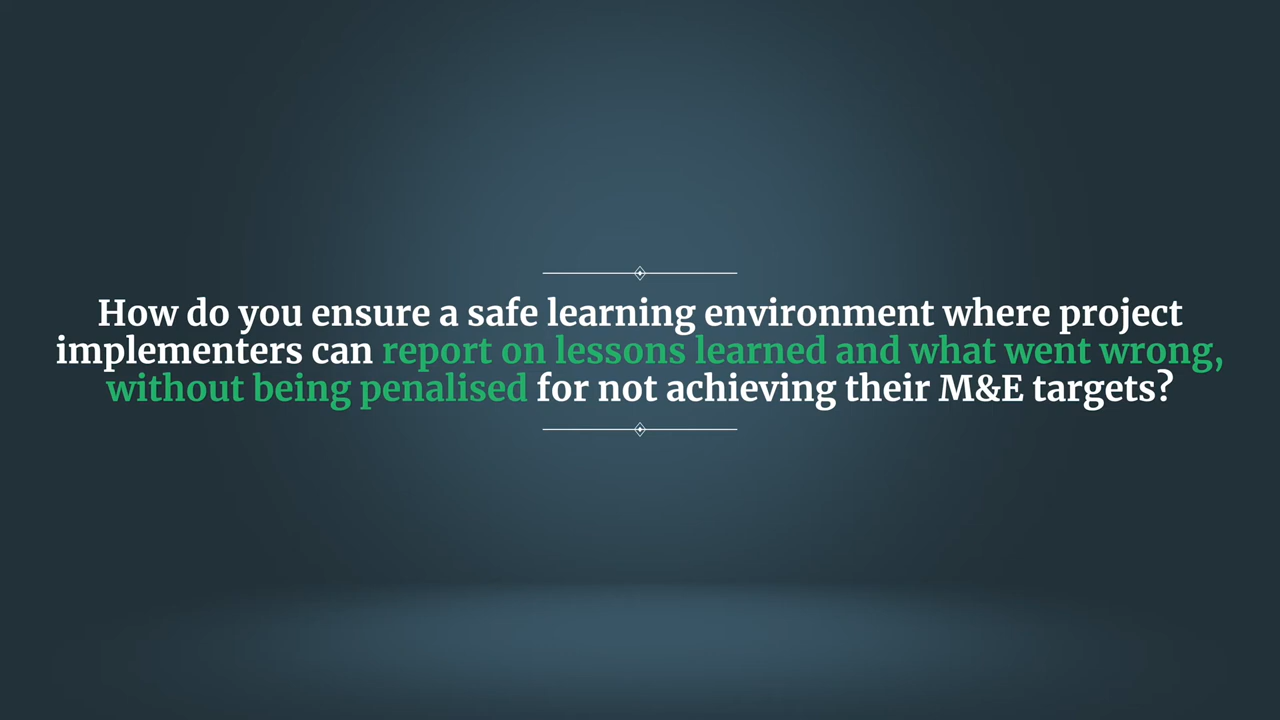 How do you ensure a safe learning environment where project
implementers can report on lessons learned and what went wrong,
without being penalised for not achieving their M&E targets?